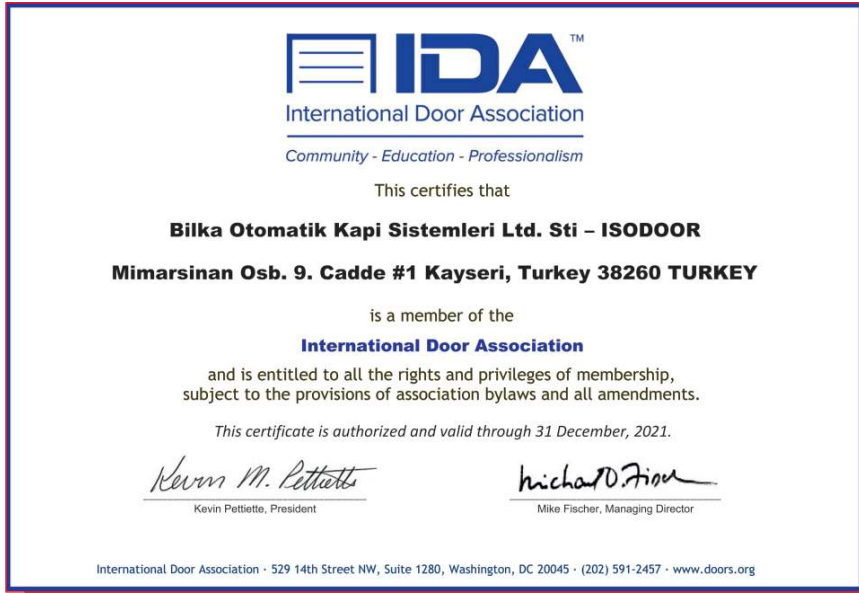 IDA™
International Door Association
Community - Education - Professionalism
This certifies that
Bilka Otomatik Kapi Sistemleri Ltd. Sti – ISODOOR
Mimarsinan Osb. 9. Cadde #1 Kayseri, Turkey 38260 TURKEY
is a member of the
International Door Association
and is entitled to all the rights and privileges of membership,
subject to the provisions of association bylaws and all amendments.
This certificate is authorized and valid through 31 December, 2021.
Kevin M. Pettiette
Michael D. Fischer
Kevin Pettiette, President
Mike Fischer, Managing Director
International Door Association · 529 14th Street NW, Suite 1280, Washington, DC 20045 · (202) 591-2457 · www.doors.org